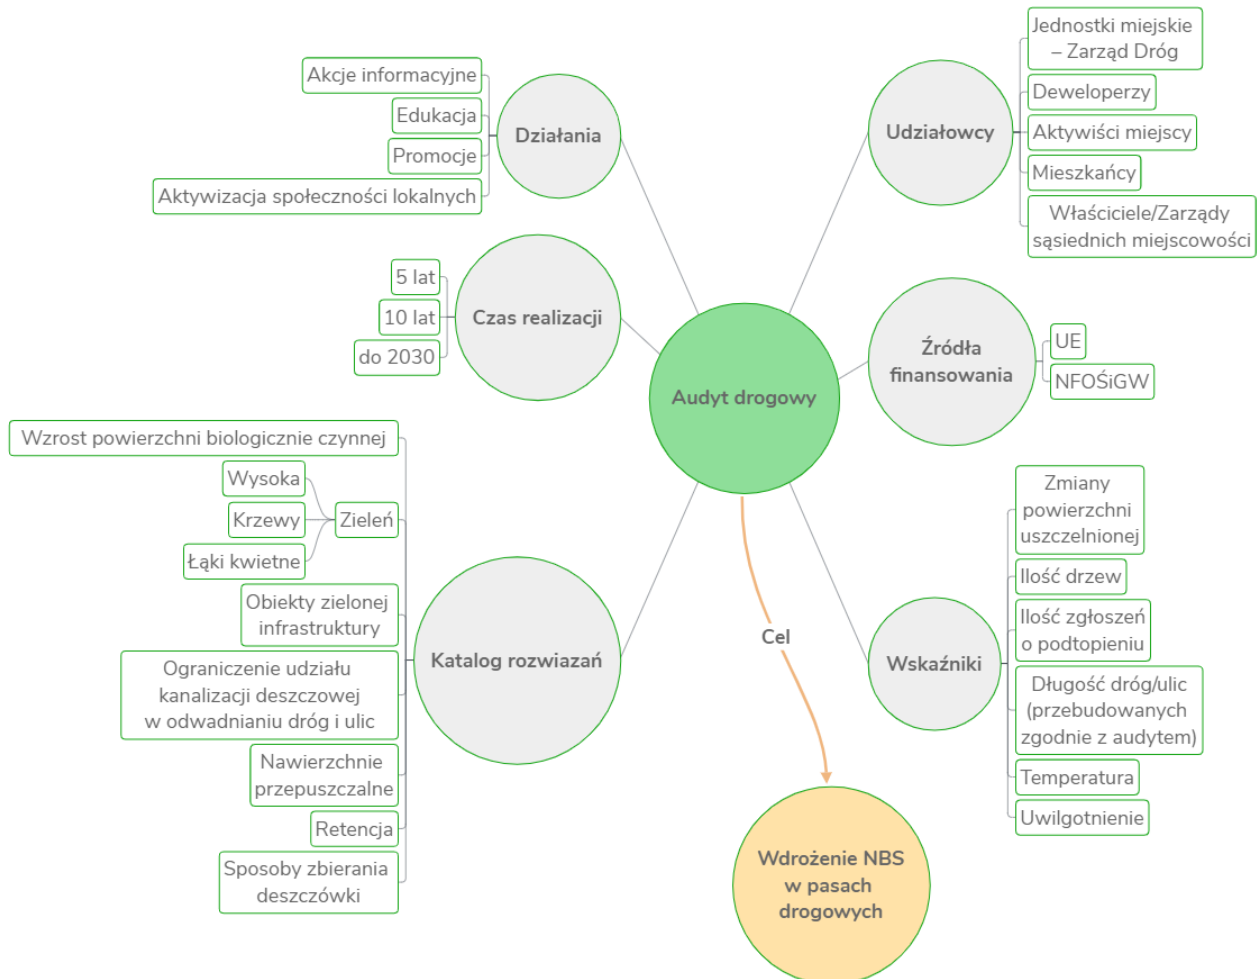 Działania
Akcje informacyjne
Edukacja
Promocje
Aktywizacja społeczności lokalnych
Czas realizacji
5 lat
10 lat
do 2030
Katalog rozwiazań
Wzrost powierzchni biologicznie czynnej
Zieleń
Wysoka
Krzewy
Łąki kwietne
Obiekty zielonej
infrastruktury
Ograniczenie udziału
kanalizacji deszczowej
w odwadnianiu dróg i ulic
Nawierzchnie
przepuszczalne
Retencja
Sposoby zbierania
deszczówki
Audyt drogowy
Cel
Wdrożenie NBS
w pasach
drogowych
Udziałowcy
Jednostki miejskie
– Zarząd Dróg
Deweloperzy
Aktywiści miejscy
Mieszkańcy
Właściciele/Zarządy
sąsiednich miejscowości
Źródła
finansowania
UE
NFOŚiGW
Wskaźniki
Zmiany
powierzchni
uszczelnionej
Ilość drzew
Ilość zgłoszeń
o podtopieniu
Długość dróg/ulic
(przebudowanych
zgodnie z audytem)
Temperatura
Uwilgotnienie